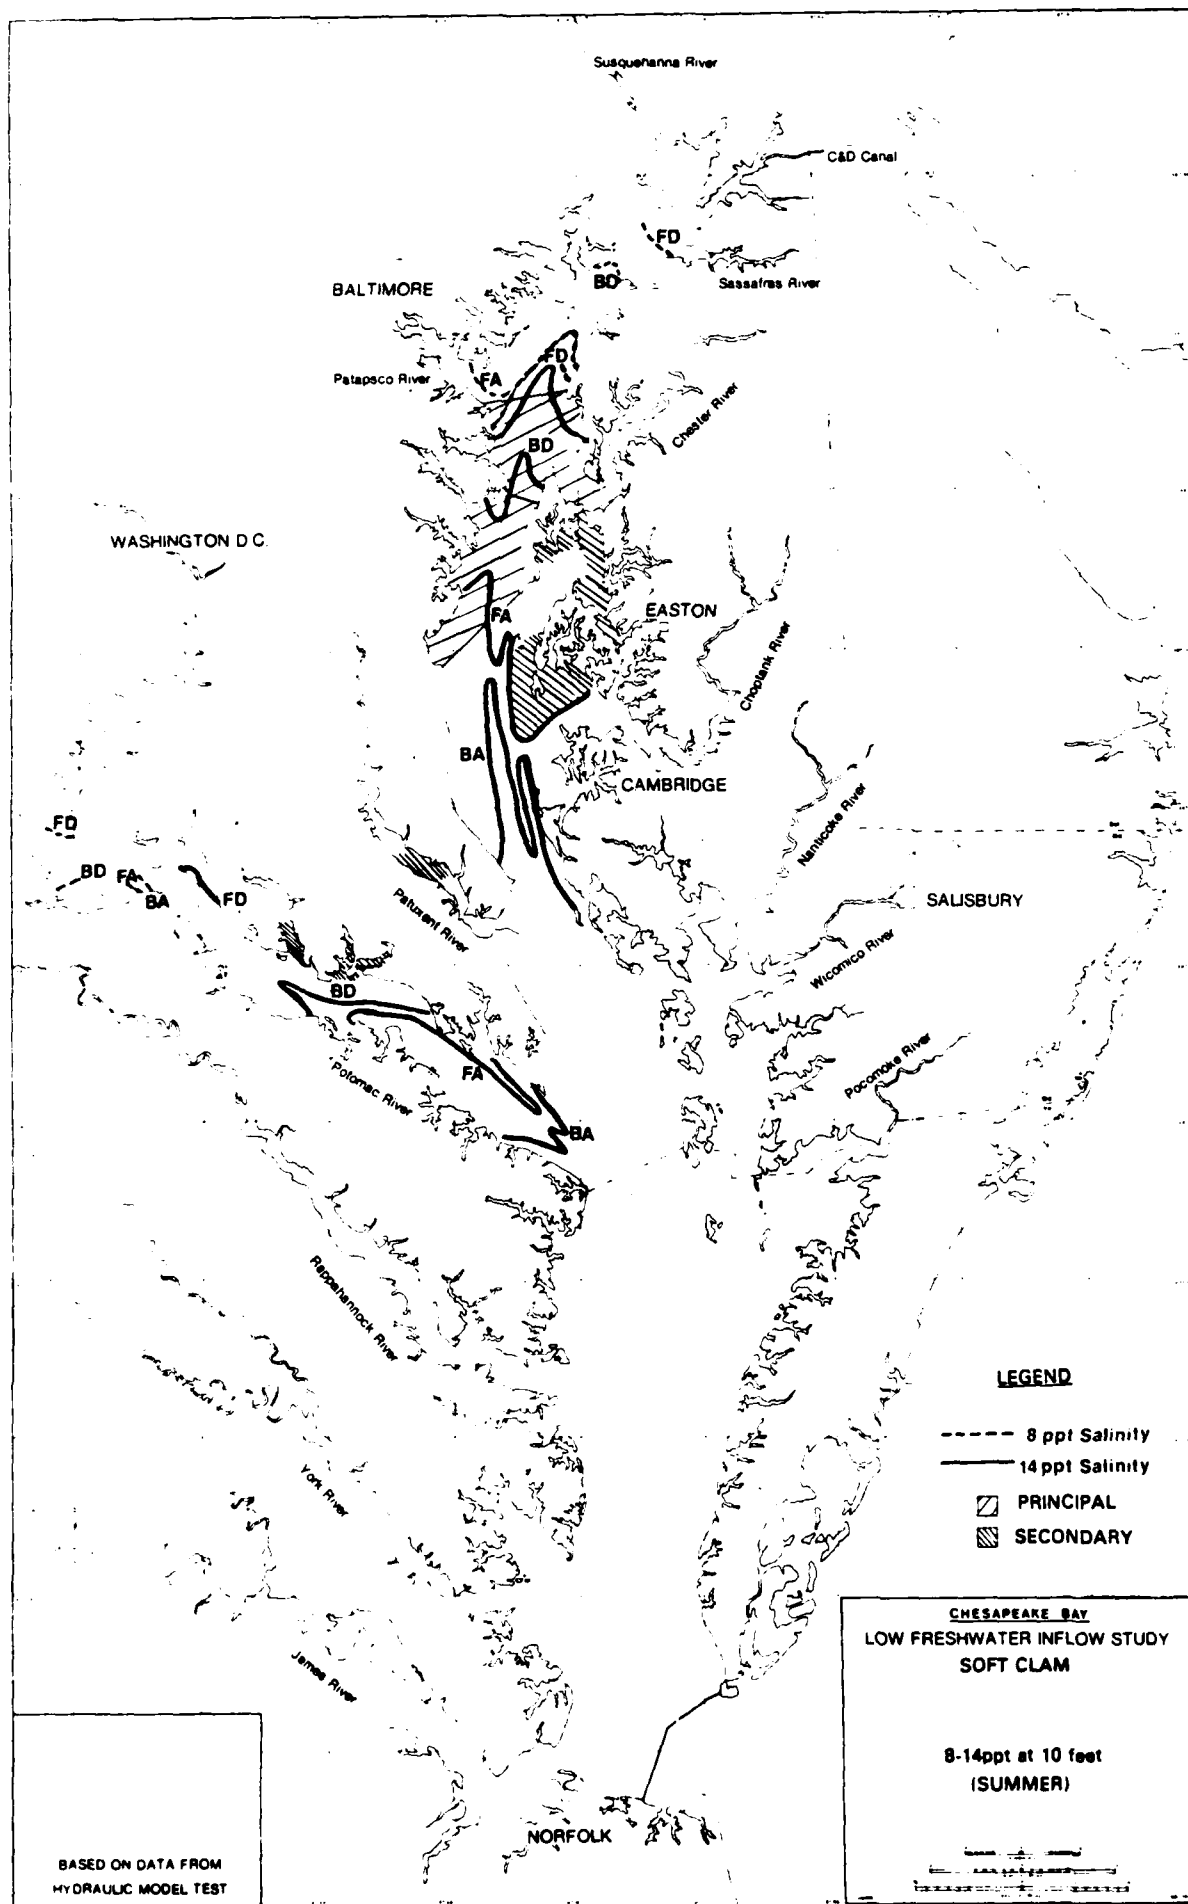 Susquehanna River
C&D Canal
FD
BD
Sassafras River
BALTIMORE
FD
Patapsco River
FA
Chester River
BD
WASHINGTON D.C.
EASTON
FA
Choptank River
BA
CAMBRIDGE
Nanticoke River
FD
BD
FA
BA
FD
Patuxent River
SALISBURY
Wicomico River
BD
Pocomoke River
FA
Potomac River
BA
Rappahannock River
LEGEND
8 ppt Salinity
14 ppt Salinity
PRINCIPAL
SECONDARY
York River
James River
CHESAPEAKE BAY
LOW FRESHWATER INFLOW STUDY
SOFT CLAM
8-14ppt at 10 feet
(SUMMER)
NORFOLK
BASED ON DATA FROM
HYDRAULIC MODEL TEST